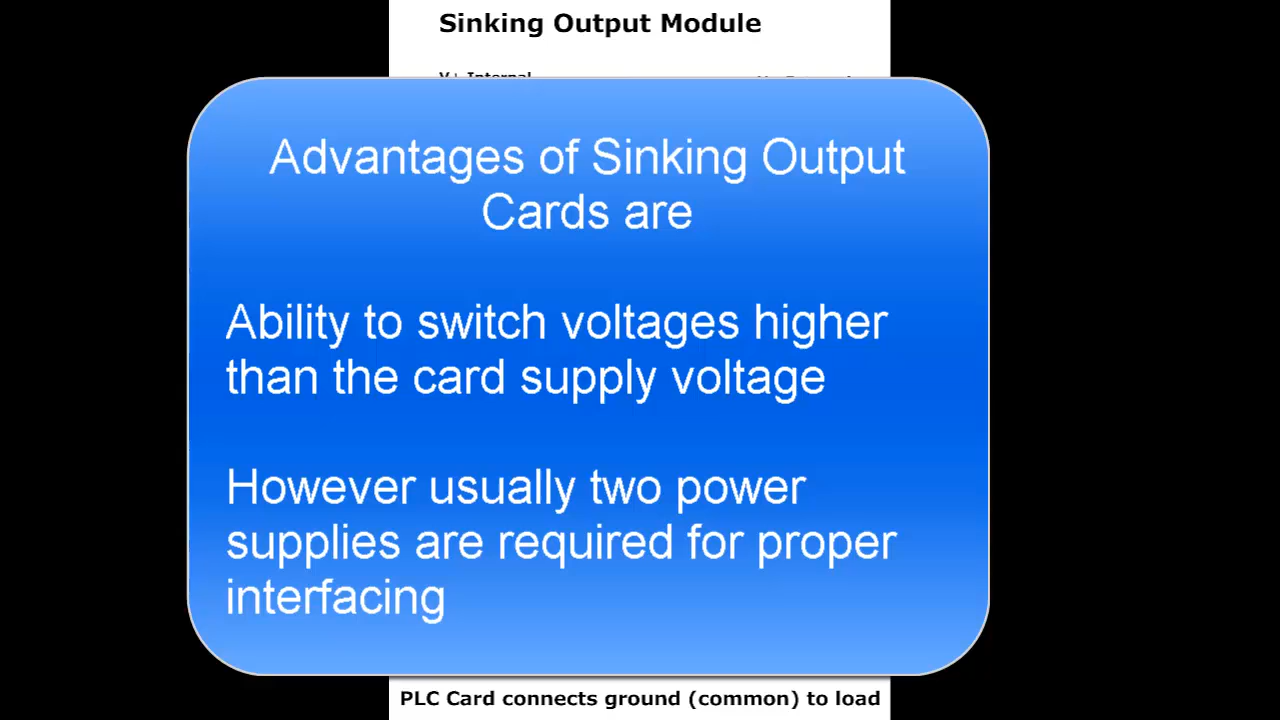 Sinking Output Module
V+ Internal
Advantages of Sinking Output
Cards are
Ability to switch voltages higher
than the card supply voltage
However usually two power
supplies are required for proper
interfacing
PLC Card connects ground (common) to load